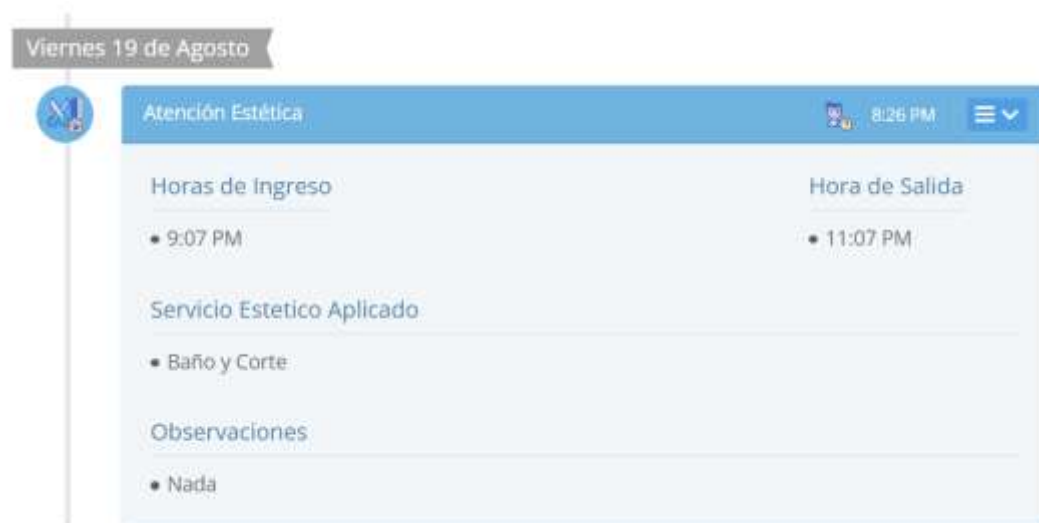 Viernes 19 de Agosto
Atención Estética 8:26 PM
Horas de Ingreso Hora de Salida
• 9:07 PM • 11:07 PM
Servicio Estetico Aplicado
• Baño y Corte
Observaciones
• Nada